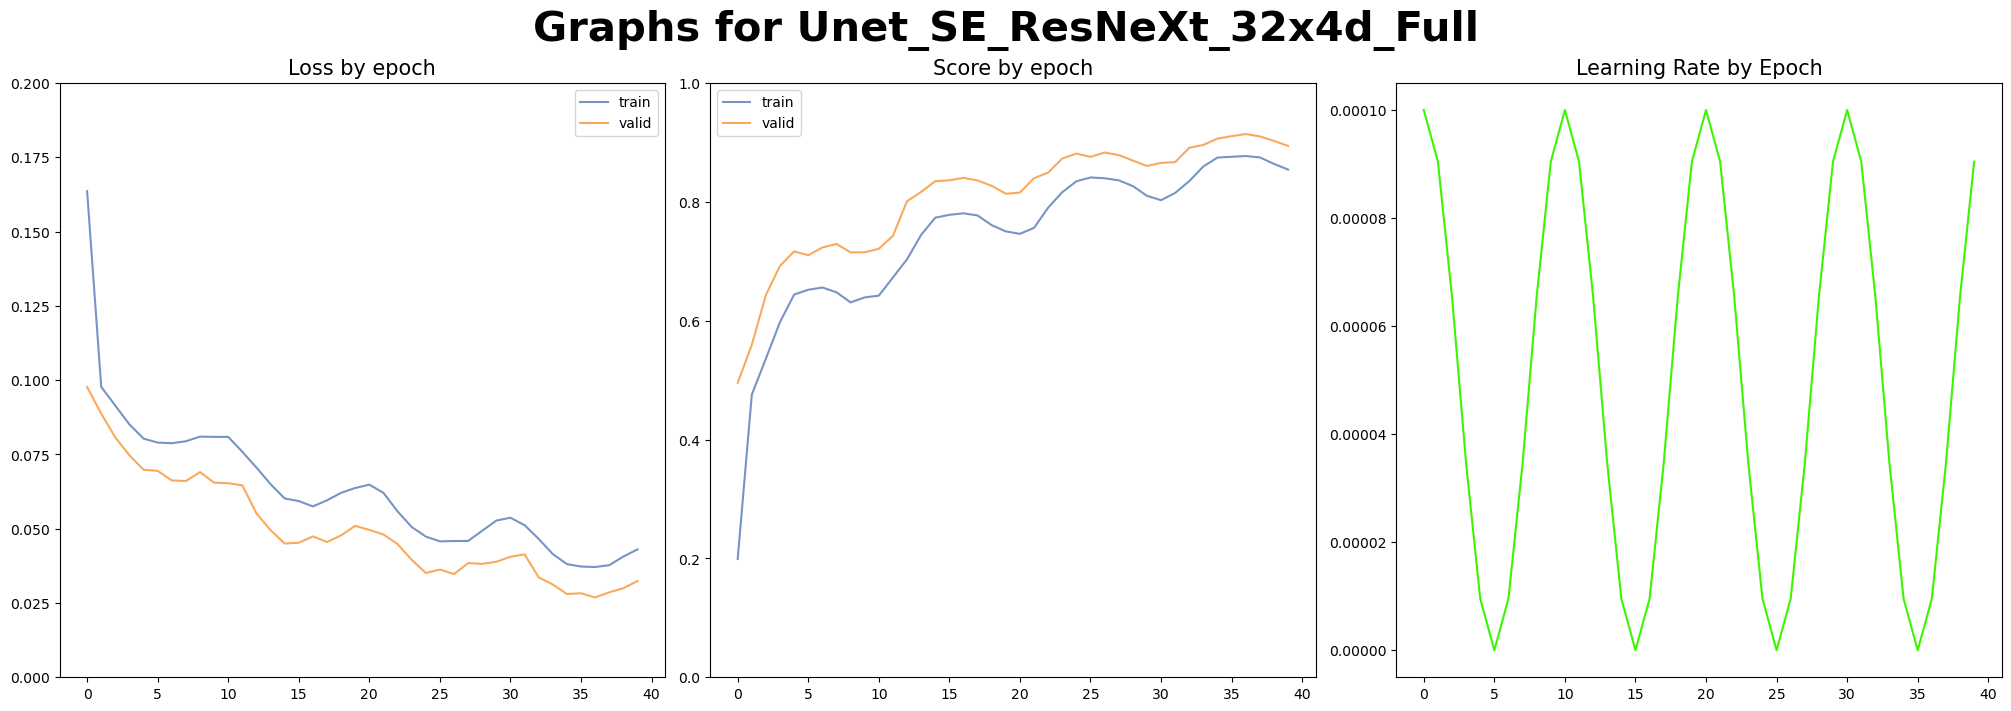 Graphs for Unet_SE_ResNeXt_32x4d_Full
Loss by epoch
0.200
0.175
0.150
0.125
0.100
0.075
0.050
0.025
0.000
0 5 10 15 20 25 30 35 40
train
valid
Score by epoch
1.0
0.8
0.6
0.4
0.2
0.0
0 5 10 15 20 25 30 35 40
train
valid
Learning Rate by Epoch
0.00010
0.00008
0.00006
0.00004
0.00002
0.00000
0 5 10 15 20 25 30 35 40